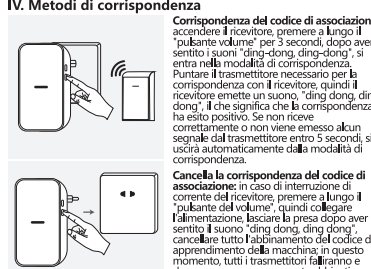 IV. Metodi di corrispondenza
Corrispondenza del codice di association
accendere il ricevitore, premere a lungo il
"pulsante volume" per 3 secondi, dopo aver
sentito i suoni "ding-dong, ding-dong", si
entra nella modalità di corrispondenza.
Puntare il trasmettitore necessario per la
corrispondenza con il ricevitore, quindi il
ricevitore emette un suono, "ding dong, din
dong", il che significa che la corrispondenza
ha esito positivo. Se non riceve
correttamente o non viene emesso alcun
segnale dal trasmettitore entro 5 secondi, si
uscirà automaticamente dalla modalità di
corrispondenza.
Cancella la corrispondenza del codice di
associazione: in caso di interruzione di
corrente del ricevitore, premere a lungo il
"pulsante del volume", quindi collegare
l'alimentazione, lasciare la presa dopo aver
sentito il suono "ding dong, ding dong",
cancellare tutto l'abbinamento del codice di
apprendimento della macchina; in questo
momento, tutti i trasmettitori falliranno e